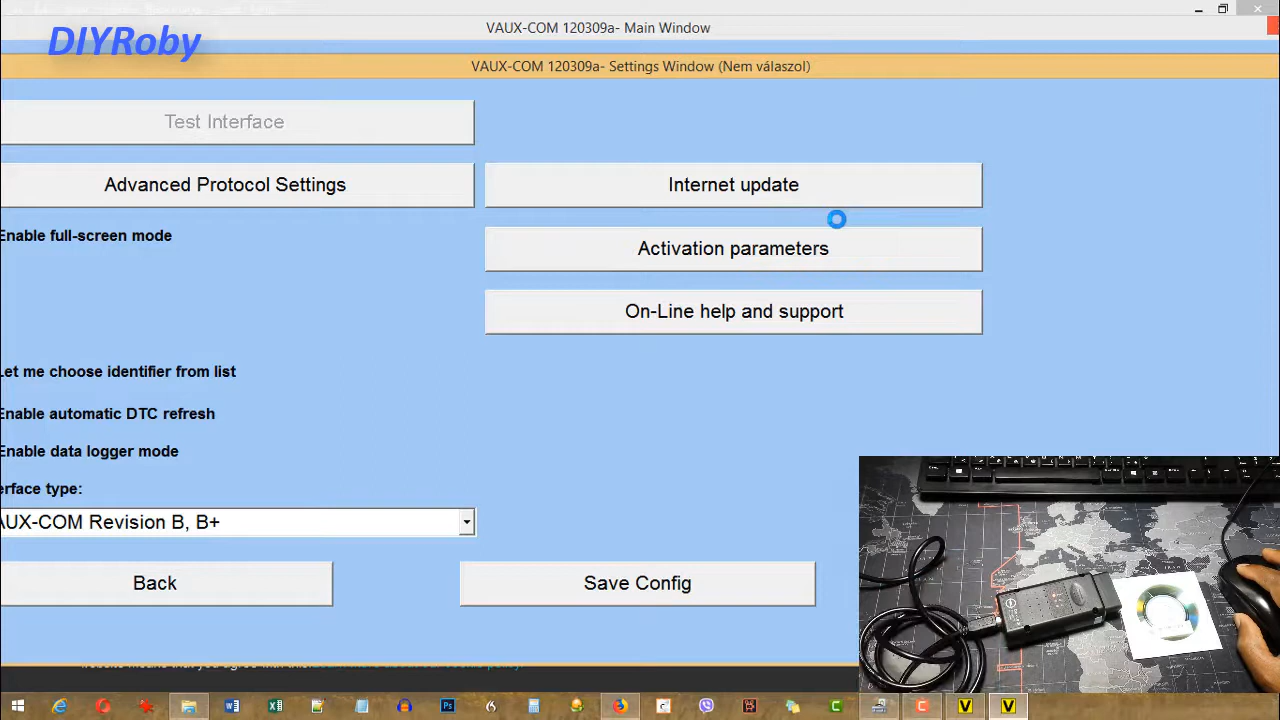 VAUX-COM 120309a- Main Window
DIYRoby
VAUX-COM 120309a- Settings Window (Nem válaszol)
Test Interface
Advanced Protocol Settings
Internet update
Enable full-screen mode
Activation parameters
On-Line help and support
Let me choose identifier from list
Enable automatic DTC refresh
Enable data logger mode
erface type:
AUX-COM Revision B, B+
Back
Save Config